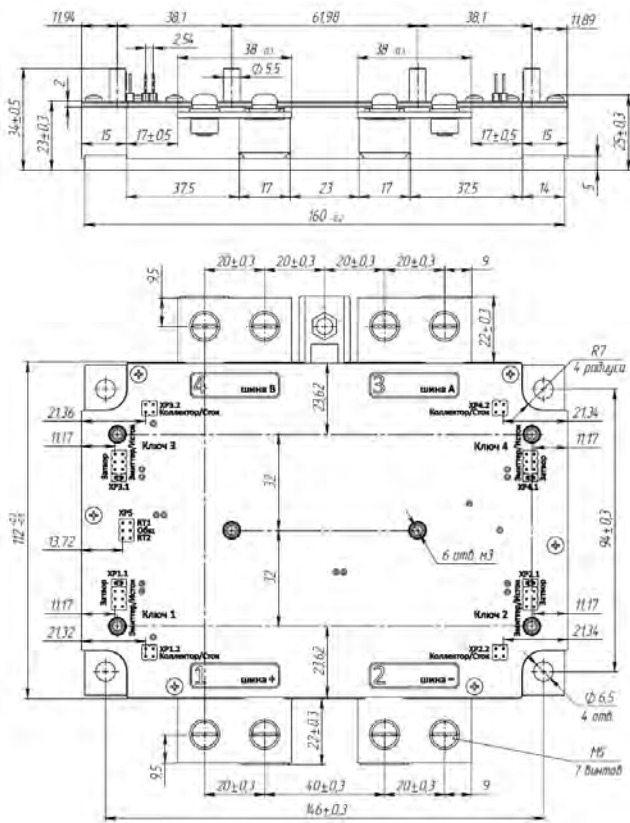 11,94
38,1
61,98
38,1
11,89
2,54
38 -0,3
38 -0,3
Ф 5,5
34±0,5
23±0,3
2
15
17±0,5
17±0,5
15
25±0,3
5
37,5
17
23
17
37,5
14
160 -0,2
20±0,3
20±0,3
20±0,3
20±0,3
9
9,5
22±0,3
R7
4 радиуса
4
шина B
3
шина A
23,62
XP3.2
Коллектор/Сток
XP4.2
Коллектор/Сток
21,36
21,34
11,17
11,17
Ключ 3
Ключ 4
Затвор
Эмиттер/Исток
XP3.1
Эмиттер/Исток
Затвор
XP4.1
32
XP5
RT1
Общ
RT2
112
13,72
94±0,3
6 отв. м3
32
XP1.1
Затвор
Эмиттер/Исток
XP2.1
Эмиттер/Исток
Затвор
11,17
11,17
Ключ 1
Ключ 2
21,32
21,34
XP1.2
Коллектор/Сток
XP2.2
Коллектор/Сток
23,62
1
шина +
2
шина −
Ф 6,5
4 отв.
22±0,3
9,5
М5
7 винтов
20±0,3
40±0,3
20±0,3
9
146±0,3